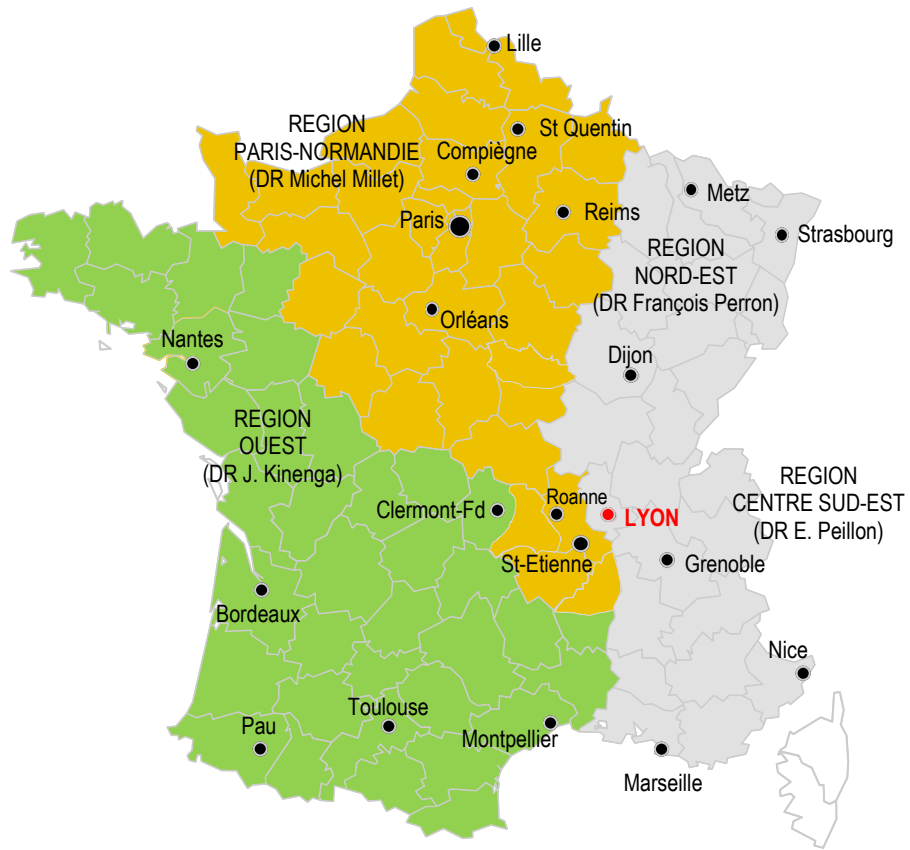 Lille
REGION
PARIS-NORMANDIE
(DR Michel Millet)
St Quentin
Compiègne
Metz
Reims
Paris
Strasbourg
REGION
NORD-EST
(DR François Perron)
Orléans
Nantes
Dijon
REGION
OUEST
(DR J. Kinenga)
REGION
CENTRE SUD-EST
(DR E. Peillon)
Clermont-Fd
Roanne
LYON
St-Etienne
Grenoble
Bordeaux
Nice
Toulouse
Pau
Montpellier
Marseille